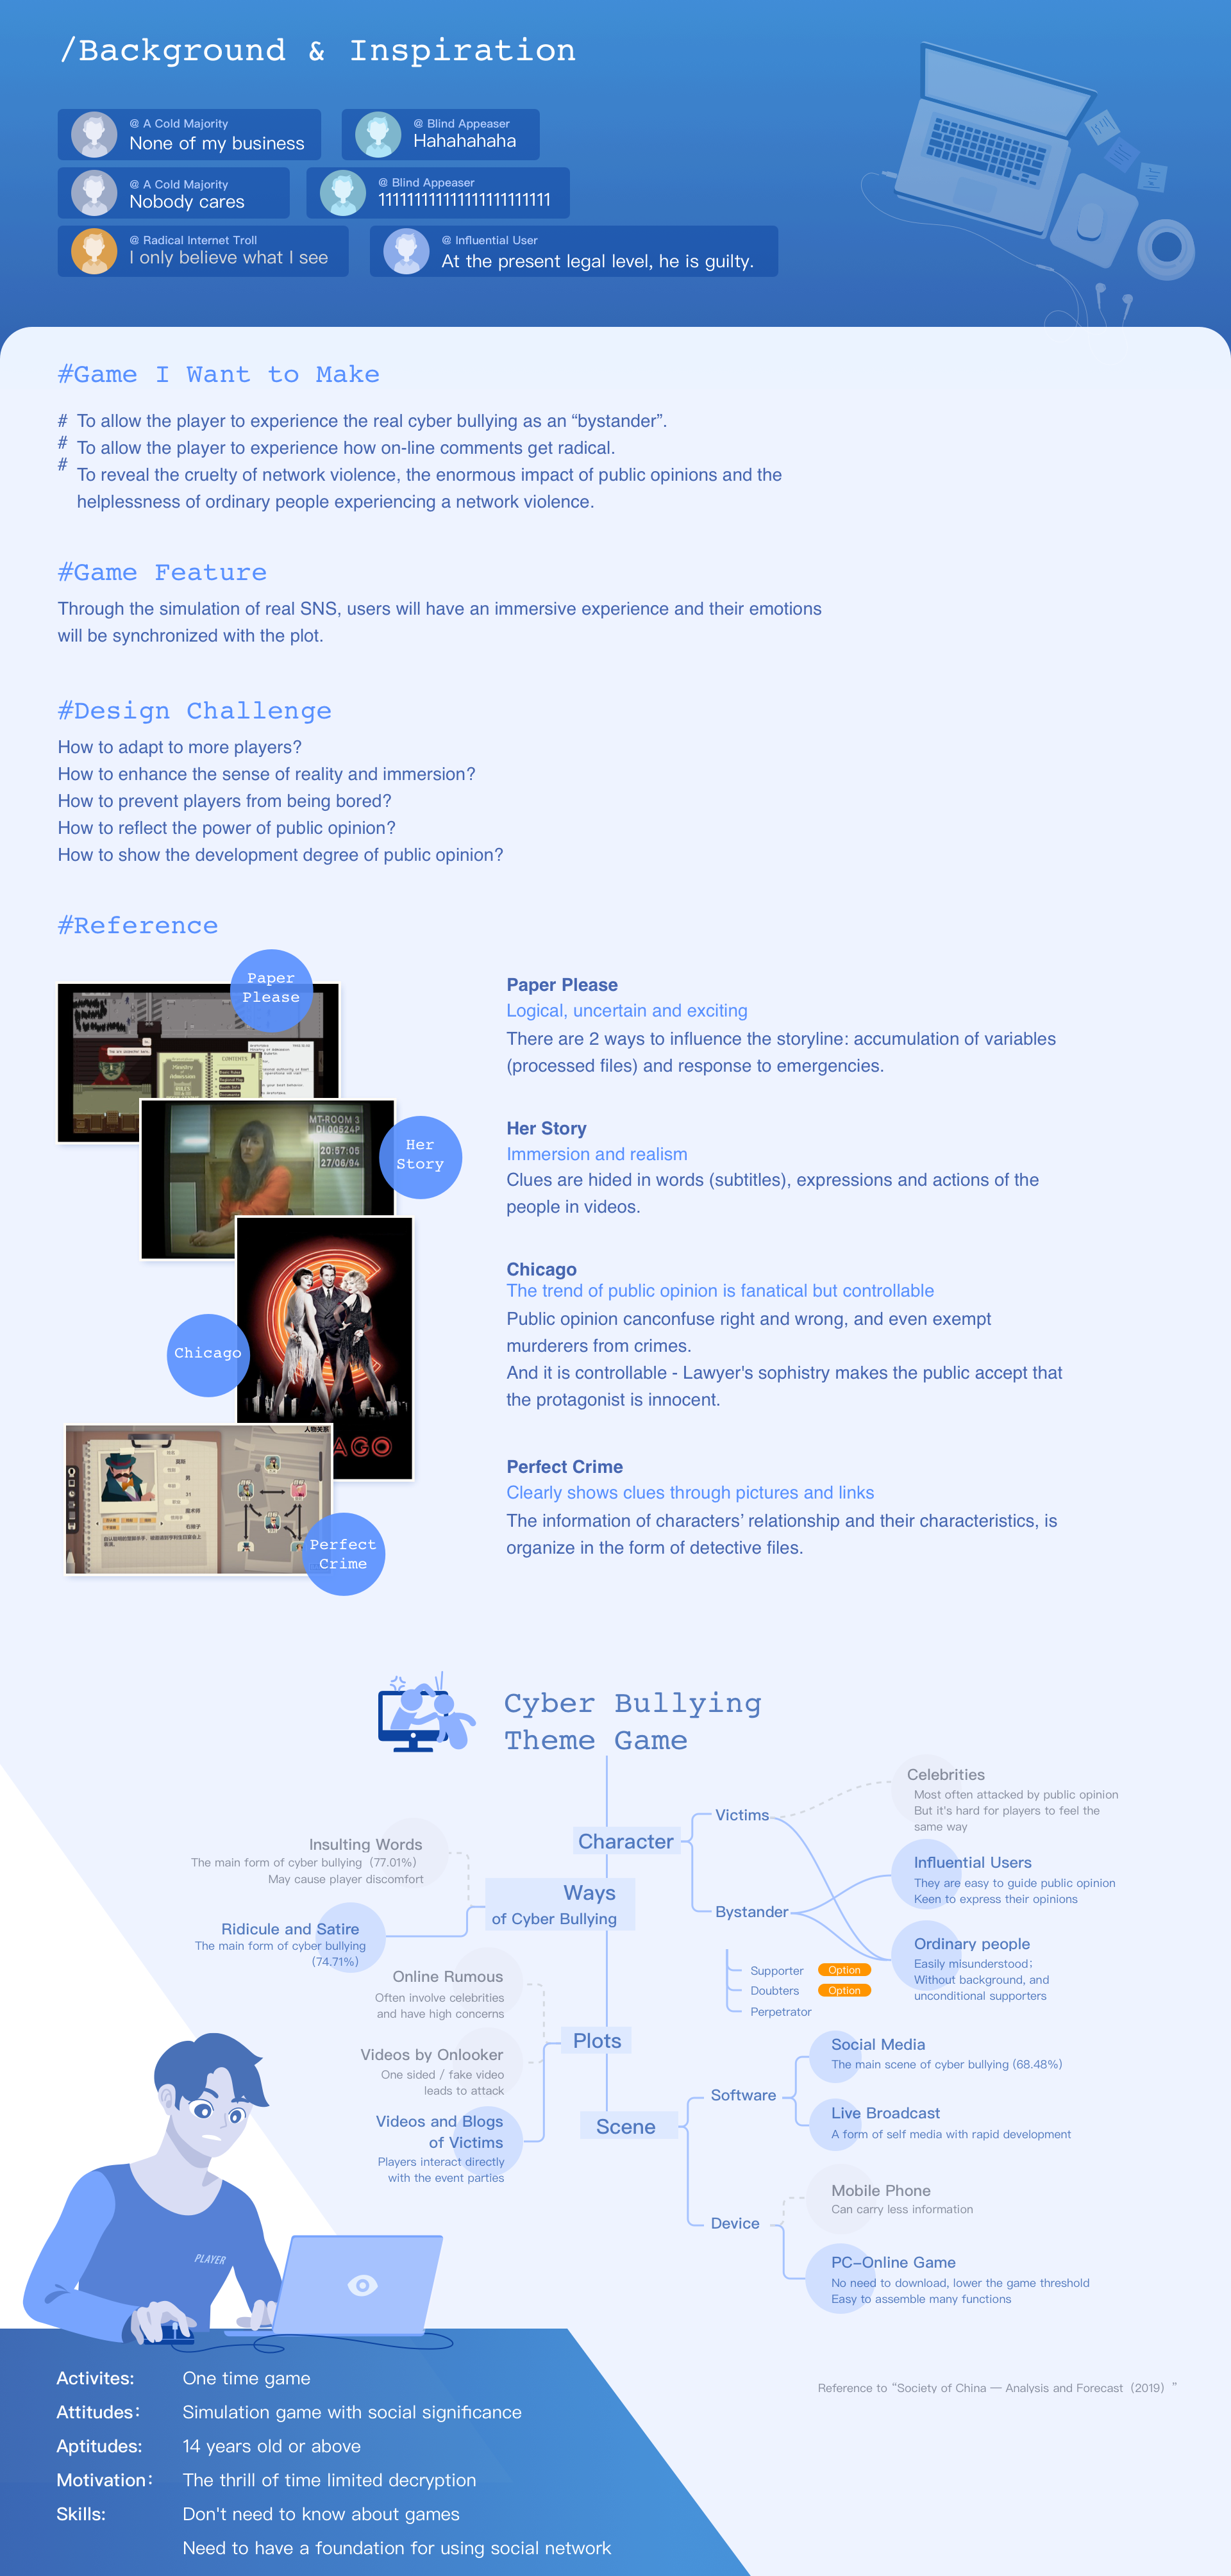 /Background & Inspiration
@ A Cold Majority
None of my business
@ Blind Appeaser
Hahahahaha
@ A Cold Majority
Nobody cares
@ Blind Appeaser
@ Radical Internet Troll
I only believe what I see
@ Influential User
At the present legal level, he is guilty.
#Game I Want to Make
# To allow the player to experience the real cyber bullying as an “bystander”.
# To allow the player to experience how on-line comments get radical.
# To reveal the cruelty of network violence, the enormous impact of public opinions and the
helplessness of ordinary people experiencing a network violence.
#Game Feature
Through the simulation of real SNS, users will have an immersive experience and their emotions
will be synchronized with the plot.
#Design Challenge
How to adapt to more players?
How to enhance the sense of reality and immersion?
How to prevent players from being bored?
How to reflect the power of public opinion?
How to show the development degree of public opinion?
#Reference
Paper
Please
CONTENTS
MT-ROOM 3
20:57:05
27/06/94
Her
Story
Chicago
AGO
人物关系
Perfect
Crime
Paper Please
Logical, uncertain and exciting
There are 2 ways to influence the storyline: accumulation of variables
(processed files) and response to emergencies.
Her Story
Immersion and realism
Clues are hided in words (subtitles), expressions and actions of the
people in videos.
Chicago
The trend of public opinion is fanatical but controllable
Public opinion canconfuse right and wrong, and even exempt
murderers from crimes.
And it is controllable - Lawyer's sophistry makes the public accept that
the protagonist is innocent.
Perfect Crime
Clearly shows clues through pictures and links
The information of characters’ relationship and their characteristics, is
organize in the form of detective files.
Cyber Bullying
Theme Game
Character
Victims
Celebrities
Most often attacked by public opinion
But it's hard for players to feel the
same way
Influential Users
They are easy to guide public opinion
Keen to express their opinions
Bystander
Ordinary people
Easily misunderstood；
Without background, and
unconditional supporters
Supporter Option
Doubters Option
Perpetrator
Ways
of Cyber Bullying
Insulting Words
The main form of cyber bullying（77.01%）
May cause player discomfort
Ridicule and Satire
The main form of cyber bullying
(74.71%)
Plots
Online Rumous
Often involve celebrities
and have high concerns
Videos by Onlooker
One sided / fake video
leads to attack
Videos and Blogs
of Victims
Players interact directly
with the event parties
Scene
Software
Social Media
The main scene of cyber bullying (68.48%)
Live Broadcast
A form of self media with rapid development
Device
Mobile Phone
Can carry less information
PC–Online Game
No need to download, lower the game threshold
Easy to assemble many functions
PLAYER
Activites: One time game
Attitudes： Simulation game with social significance
Aptitudes: 14 years old or above
Motivation： The thrill of time limited decryption
Skills: Don't need to know about games
Need to have a foundation for using social network
Reference to “Society of China — Analysis and Forecast（2019）”